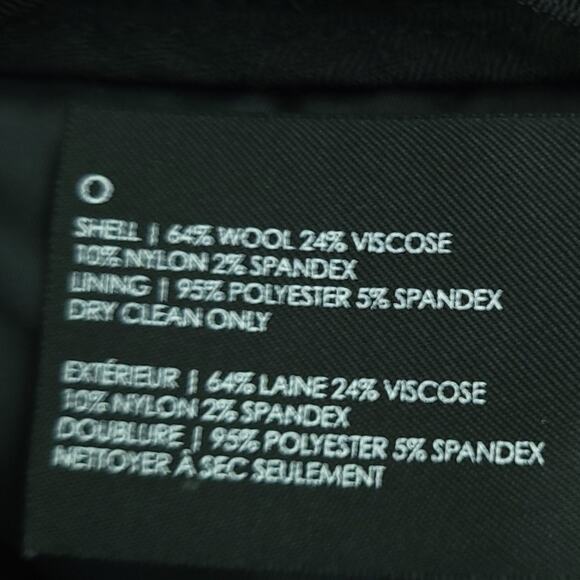 O
SHELL | 64% WOOL 24% VISCOSE
10% NYLON 2% SPANDEX
LINING | 95% POLYESTER 5% SPANDEX
DRY CLEAN ONLY
EXTÉRIEUR | 64% LAINE 24% VISCOSE
10% NYLON 2% SPANDEX
DOUBLURE | 95% POLYESTER 5% SPANDEX
NETTOYER À SEC SEULEMENT